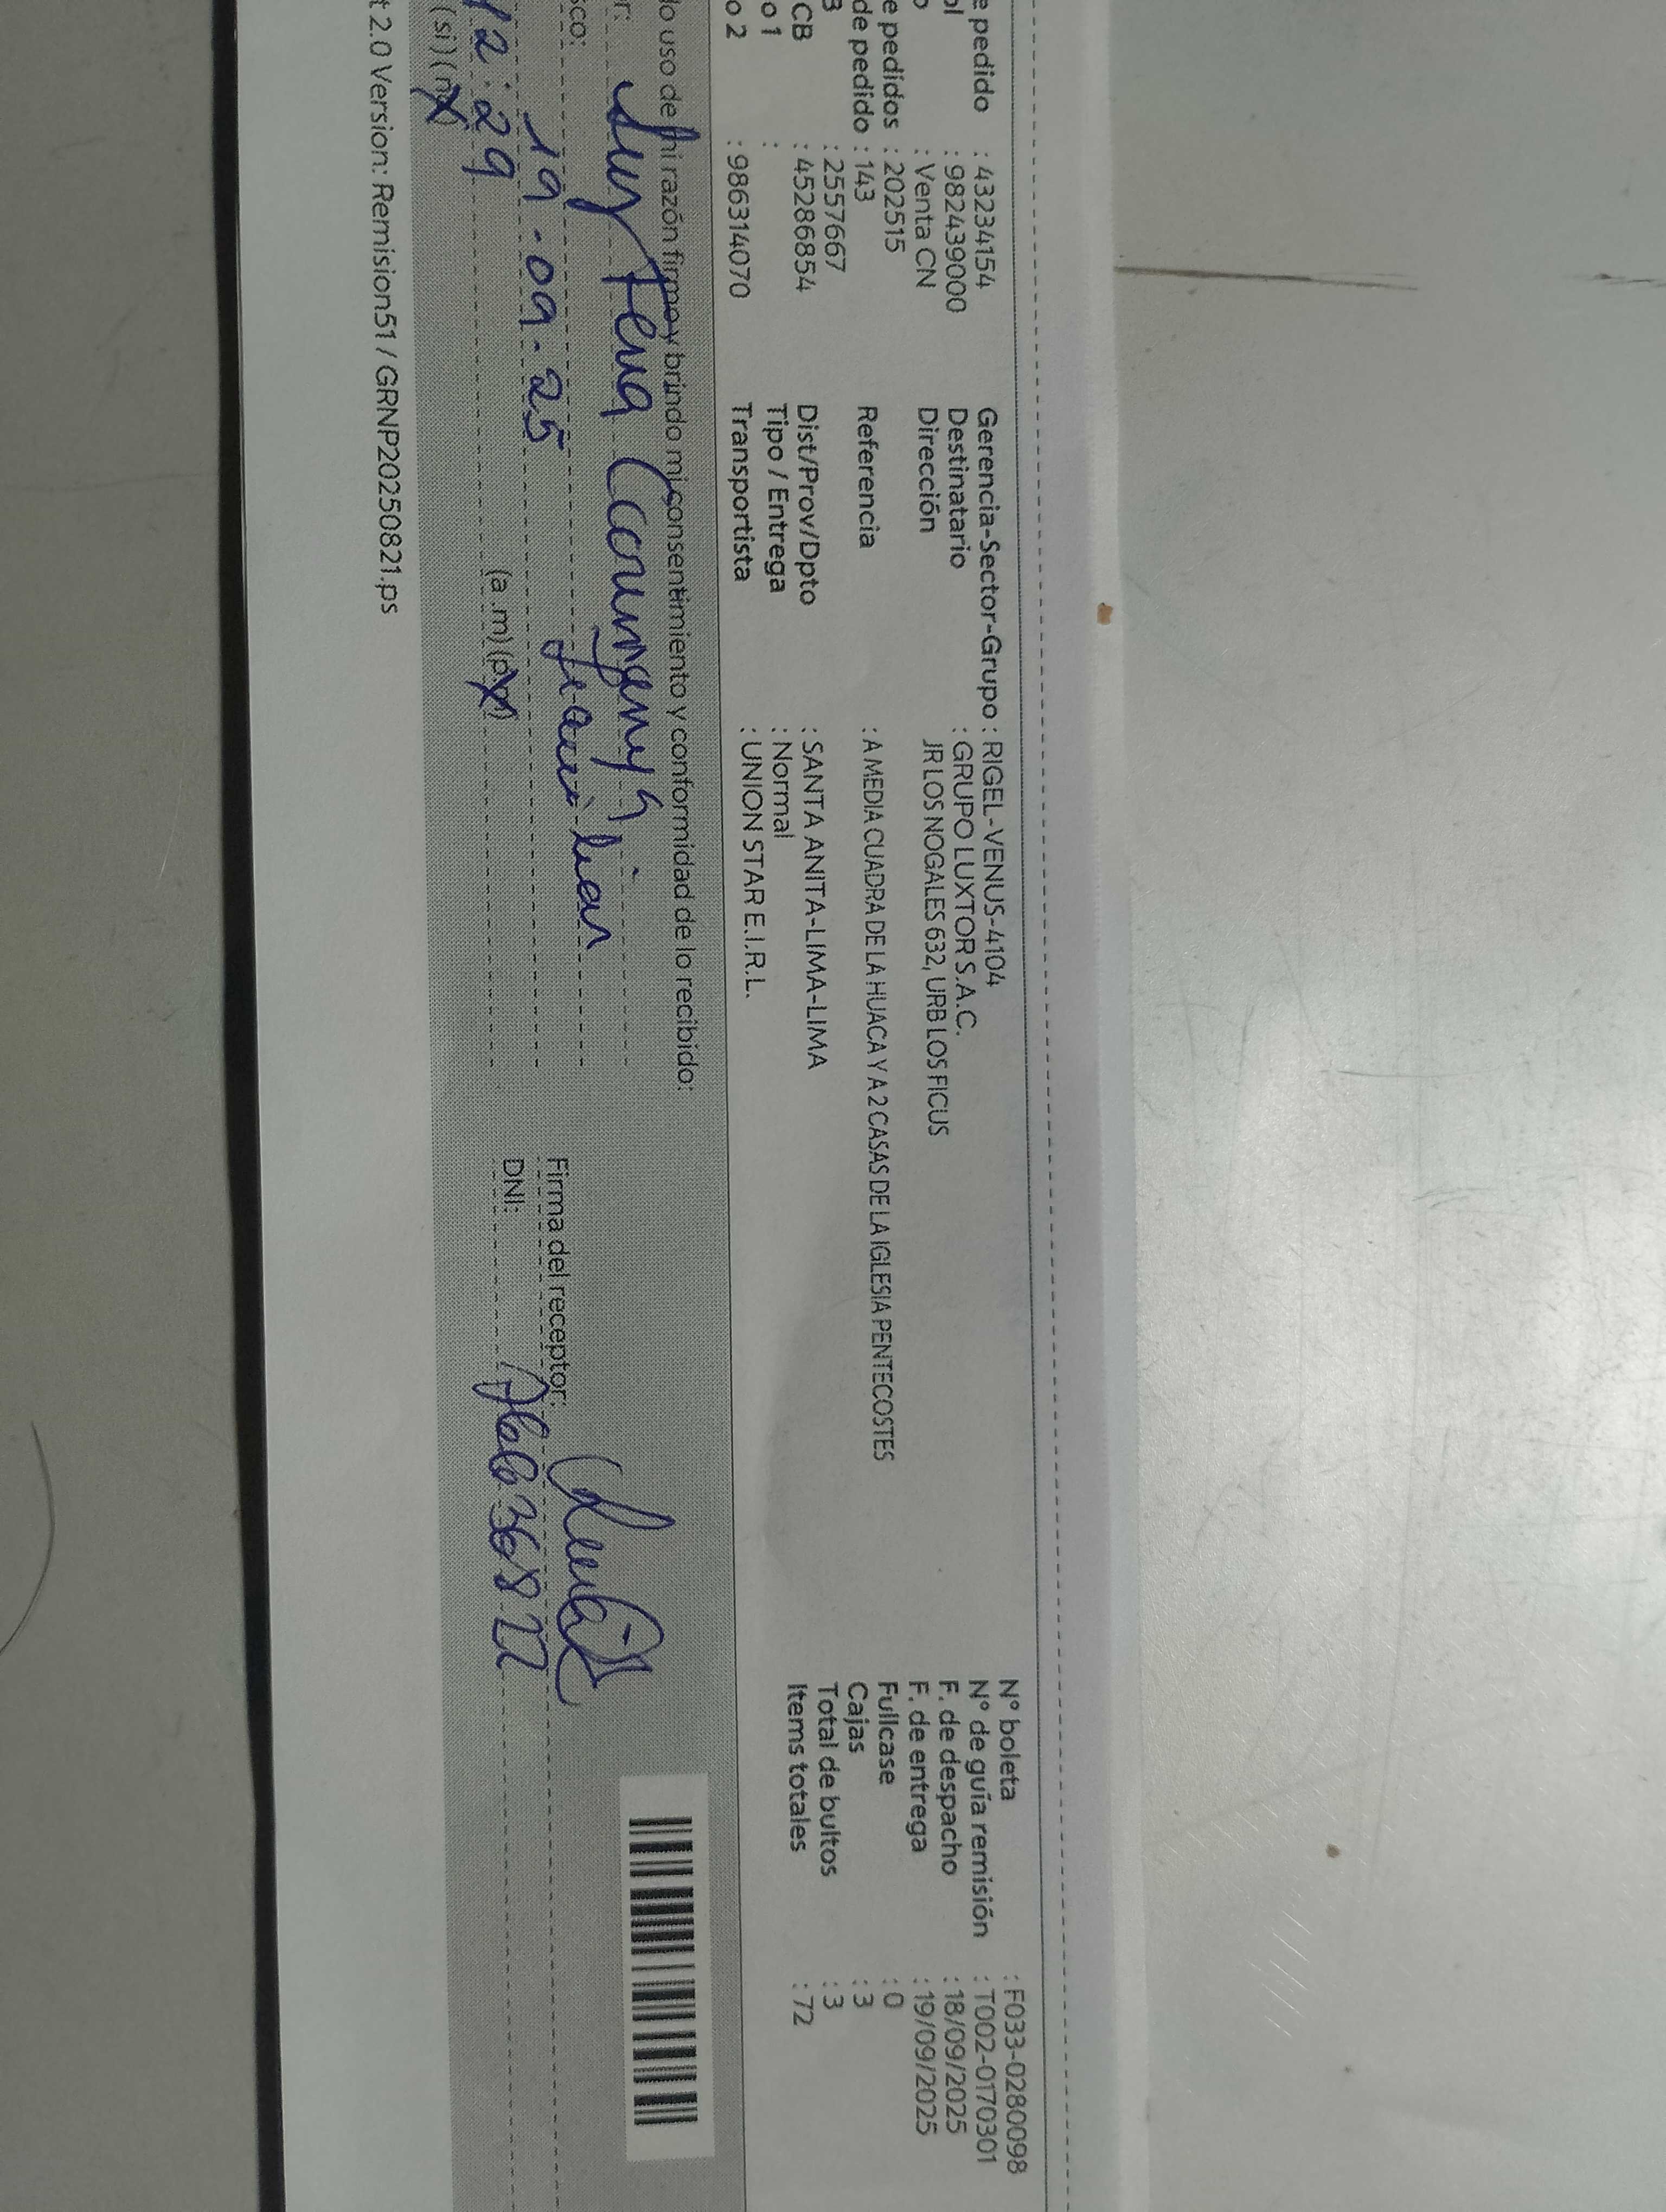 e pedido : 43234154 Gerencia-Sector-Grupo : RIGEL-VENUS-4104 N° boleta : F033-0280098
ol : 982439000 Destinatario : GRUPO LUXTOR S.A.C. N° de guía remisión : T002-0170301
o : Venta CN Dirección JR LOS NOGALES 632, URB LOS FICUS F. de despacho : 18/09/2025
e pedidos : 202515 F. de entrega : 19/09/2025
de pedido : 143 Referencia : A MEDIA CUADRA DE LA HUACA Y A 2 CASAS DE LA IGLESIA PENTECOSTES Fullcase : 0
: 2557667 Cajas : 3
CB : 45286854 Dist/Prov/Dpto : SANTA ANITA-LIMA-LIMA Total de bultos : 3
o 1 : Tipo / Entrega : Normal Items totales : 72
o 2 : 986314070 Transportista : UNION STAR E.I.R.L.
do uso de mi razón firmo y brindo mi consentimiento y conformidad de lo recibido:
r:
sco: Firma del receptor:
19-09-25 DNI:
12:29 (a.m)(p.m)
(si)(no)
t 2.0 Version: Remision51 / GRNP20250821.ps